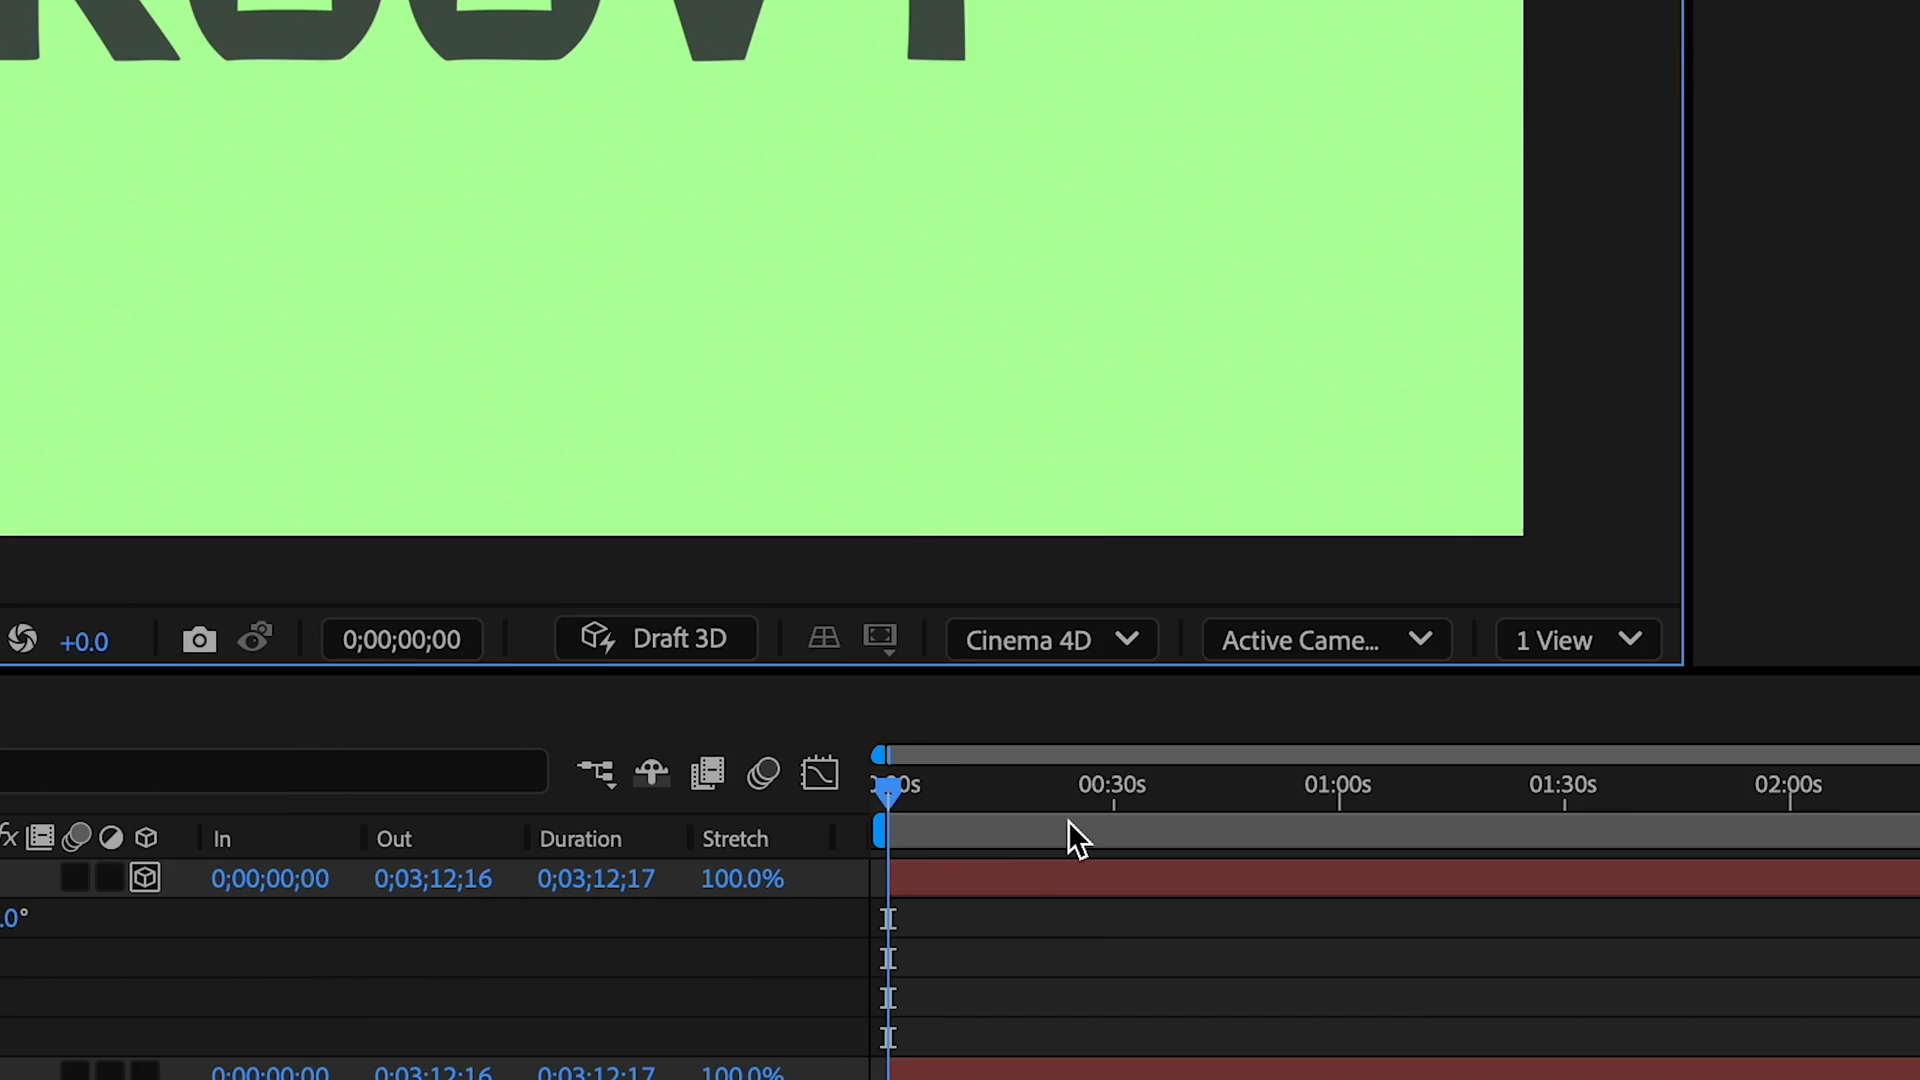 ROOVY
+0.0
0;00;00;00
Draft 3D
Cinema 4D
Active Came...
1 View
00:30s
01:00s
01:30s
02:00s
fx
In
Out
Duration
Stretch
0;00;00;00
0;03;12;16
0;03;12;17
100.0%
.0°
0;00;00;00
0;03;12;16
0;03;12;17
100.0%